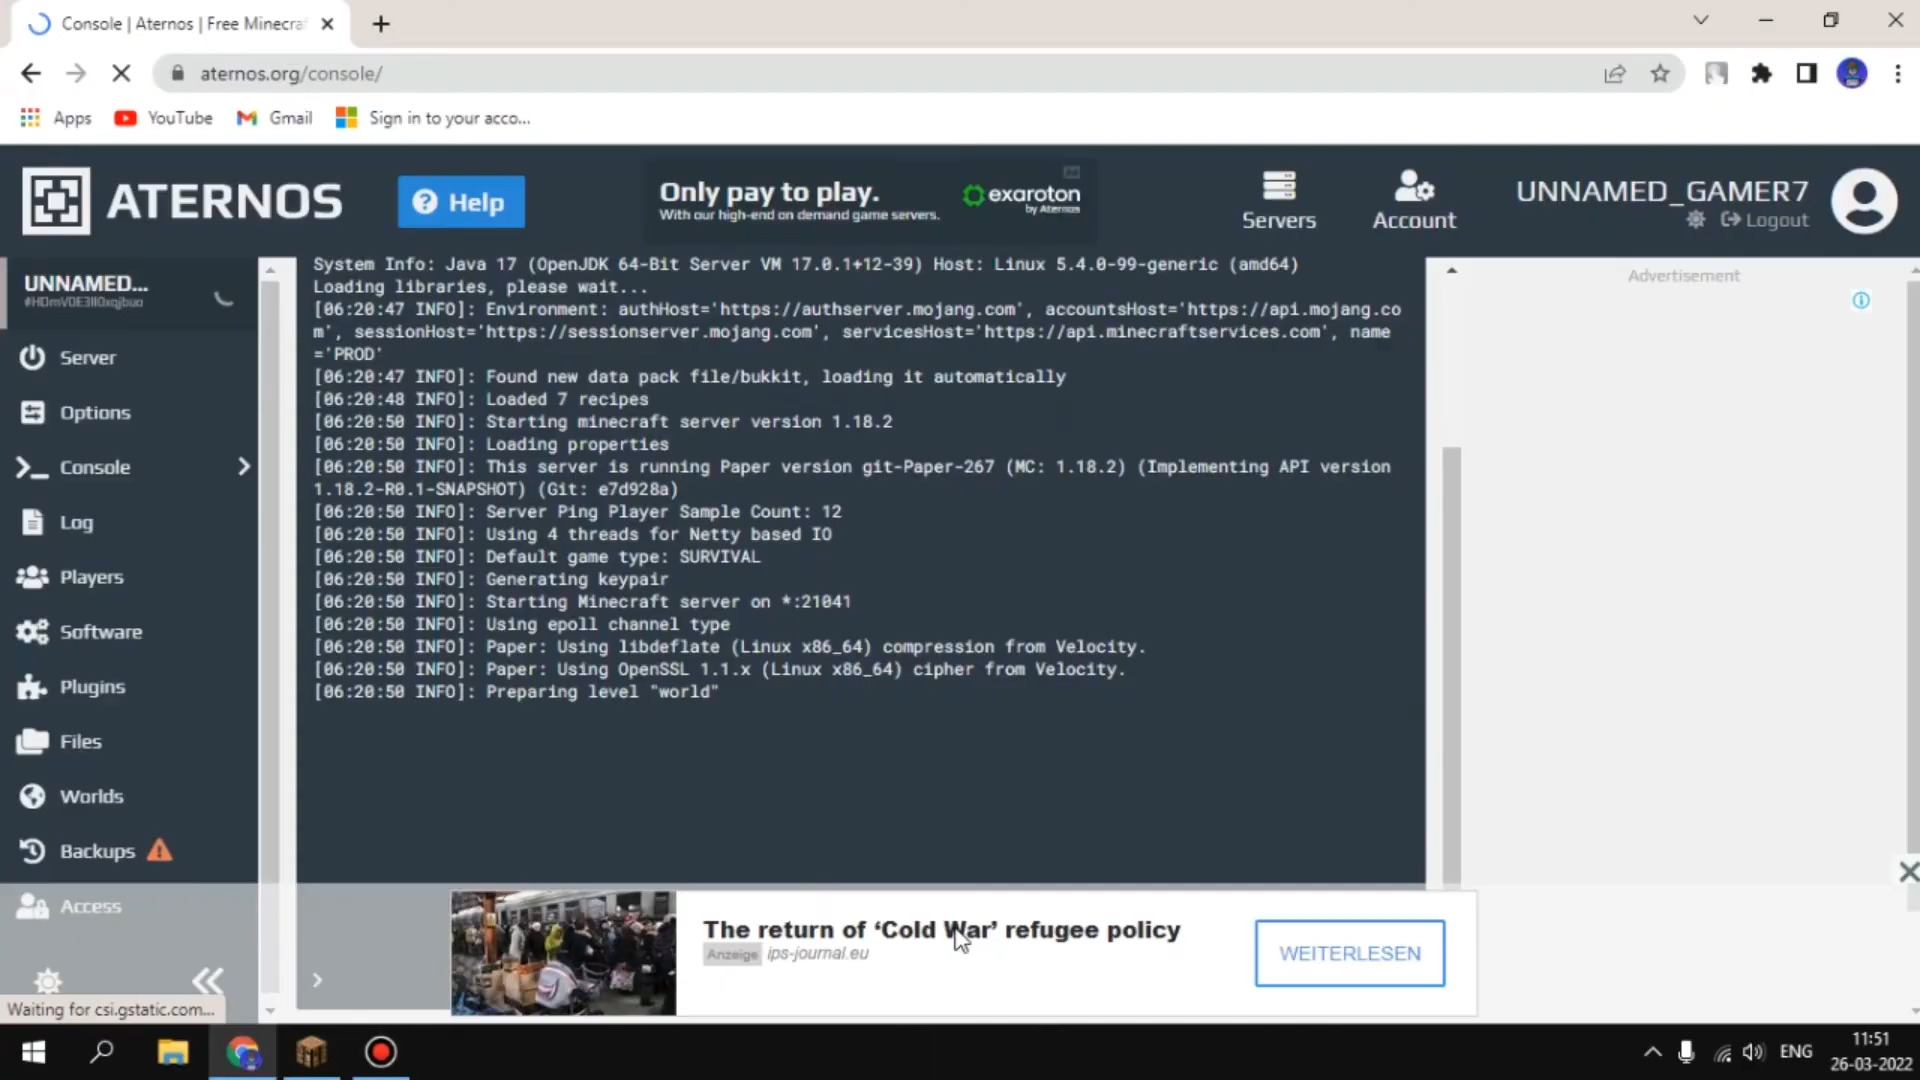 Console | Aternos | Free Minecra
aternos.org/console/
Apps
YouTube
Gmail
Sign in to your acco...
ATERNOS
? Help
Only pay to play.
With our high-end on demand game servers.
Ad
exaroton
by Aternos
Servers
Account
UNNAMED_GAMER7
Logout
UNNAMED...
Server
Options
Console
Log
Players
Software
Plugins
Files
Worlds
Backups
Access
System Info: Java 17 (OpenJDK 64-Bit Server VM 17.0.1+12-39) Host: Linux 5.4.0-99-generic (amd64)
Loading libraries, please wait...
[06:20:47 INFO]: Environment: authHost='https://authserver.mojang.com', accountsHost='https://api.mojang.co
m', sessionHost='https://sessionserver.mojang.com', servicesHost='https://api.minecraftservices.com', name
='PROD'
[06:20:47 INFO]: Found new data pack file/bukkit, loading it automatically
[06:20:48 INFO]: Loaded 7 recipes
[06:20:50 INFO]: Starting minecraft server version 1.18.2
[06:20:50 INFO]: Loading properties
[06:20:50 INFO]: This server is running Paper version git-Paper-267 (MC: 1.18.2) (Implementing API version
1.18.2-R0.1-SNAPSHOT) (Git: e7d928a)
[06:20:50 INFO]: Server Ping Player Sample Count: 12
[06:20:50 INFO]: Using 4 threads for Netty based IO
[06:20:50 INFO]: Default game type: SURVIVAL
[06:20:50 INFO]: Generating keypair
[06:20:50 INFO]: Starting Minecraft server on *:21041
[06:20:50 INFO]: Using epoll channel type
[06:20:50 INFO]: Paper: Using libdeflate (Linux x86_64) compression from Velocity.
[06:20:50 INFO]: Paper: Using OpenSSL 1.1.x (Linux x86_64) cipher from Velocity.
[06:20:50 INFO]: Preparing level "world"
Advertisement
The return of ‘Cold War’ refugee policy
Anzeige ips-journal.eu
WEITERLESEN
Waiting for csi.gstatic.com...
ENG
11:51
26-03-2022